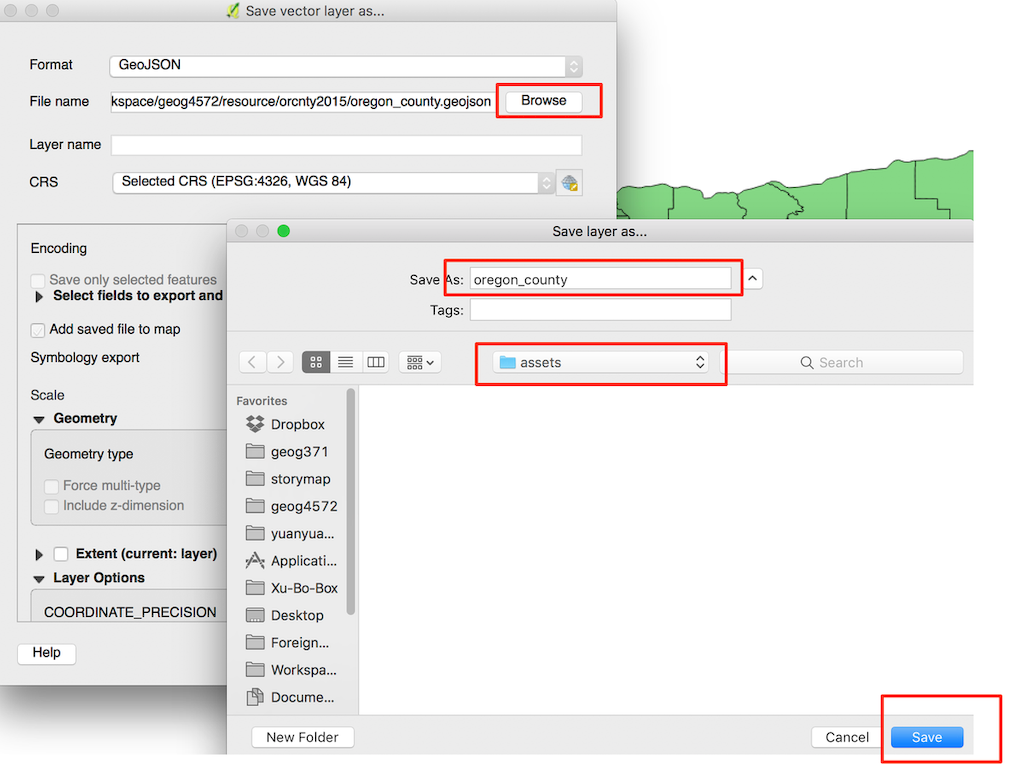 Save vector layer as...
Format GeoJSON
File name kspace/geog4572/resource/orcnty2015/oregon_county.geojson Browse
Layer name
CRS Selected CRS (EPSG:4326, WGS 84)
Encoding
Save only selected features
Select fields to export and
Add saved file to map
Symbology export
Scale
Geometry
Geometry type
Force multi-type
Include z-dimension
Extent (current: layer)
Layer Options
COORDINATE_PRECISION
Help
Save layer as...
Save As: oregon_county
Tags:
assets Search
Favorites
Dropbox
geog371
storymap
geog4572
yuanyua...
Applicati...
Xu-Bo-Box
Desktop
Foreign...
Workspa...
Docume...
New Folder Cancel Save